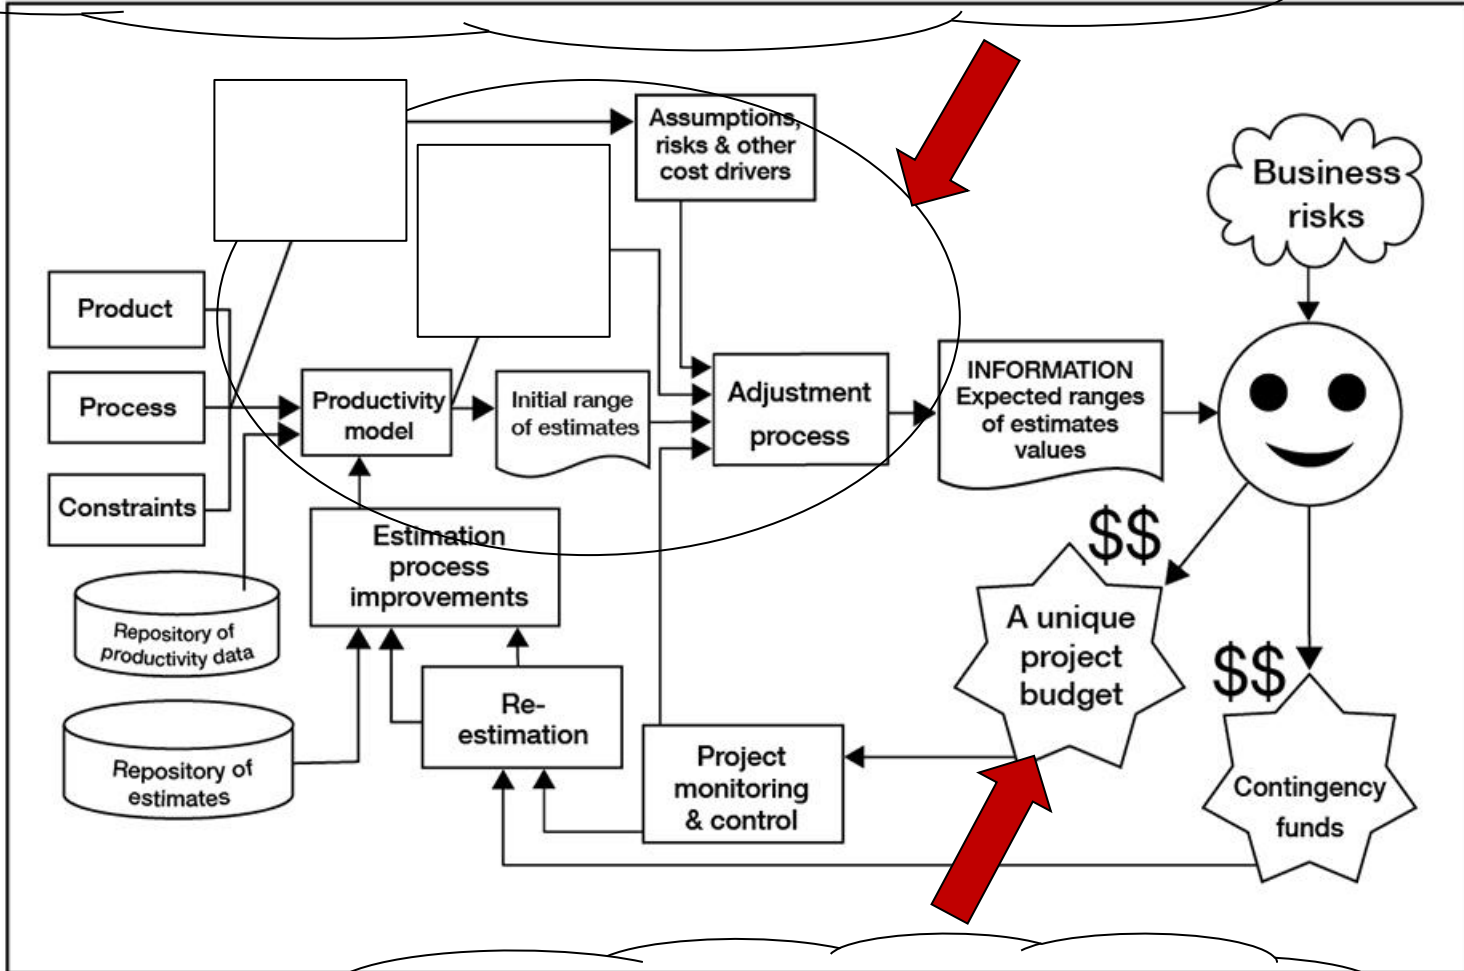 Assumptions,
risks & other
cost drivers
Business
risks
Product
Process
Constraints
Productivity
model
Initial range
of estimates
Adjustment
process
INFORMATION
Expected ranges
of estimates
values
Estimation
process
improvements
$$
A unique
project
budget
$$
Contingency
funds
Repository of
productivity data
Re-
estimation
Project
monitoring
& control
Repository of
estimates